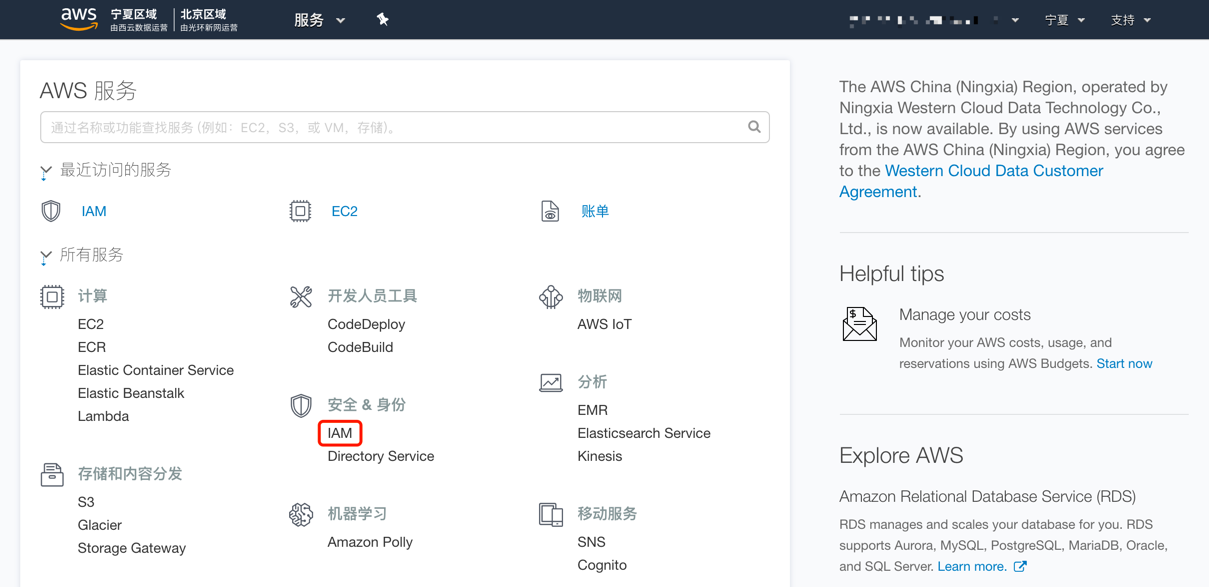 aws 宁夏区域 北京区域 服务 宁夏 支持
由西云数据运营 由光环新网运营
AWS 服务
通过名称或功能查找服务 (例如：EC2，S3，或 VM，存储)。
最近访问的服务
IAM
EC2
账单
所有服务
计算
EC2
ECR
Elastic Container Service
Elastic Beanstalk
Lambda
存储和内容分发
S3
Glacier
Storage Gateway
开发人员工具
CodeDeploy
CodeBuild
安全 & 身份
IAM
Directory Service
机器学习
Amazon Polly
物联网
AWS IoT
分析
EMR
Elasticsearch Service
Kinesis
移动服务
SNS
Cognito
The AWS China (Ningxia) Region, operated by
Ningxia Western Cloud Data Technology Co.,
Ltd., is now available. By using AWS services
from the AWS China (Ningxia) Region, you agree
to the Western Cloud Data Customer
Agreement.
Helpful tips
Manage your costs
Monitor your AWS costs, usage, and
reservations using AWS Budgets. Start now
Explore AWS
Amazon Relational Database Service (RDS)
RDS manages and scales your database for you. RDS
supports Aurora, MySQL, PostgreSQL, MariaDB, Oracle,
and SQL Server. Learn more.